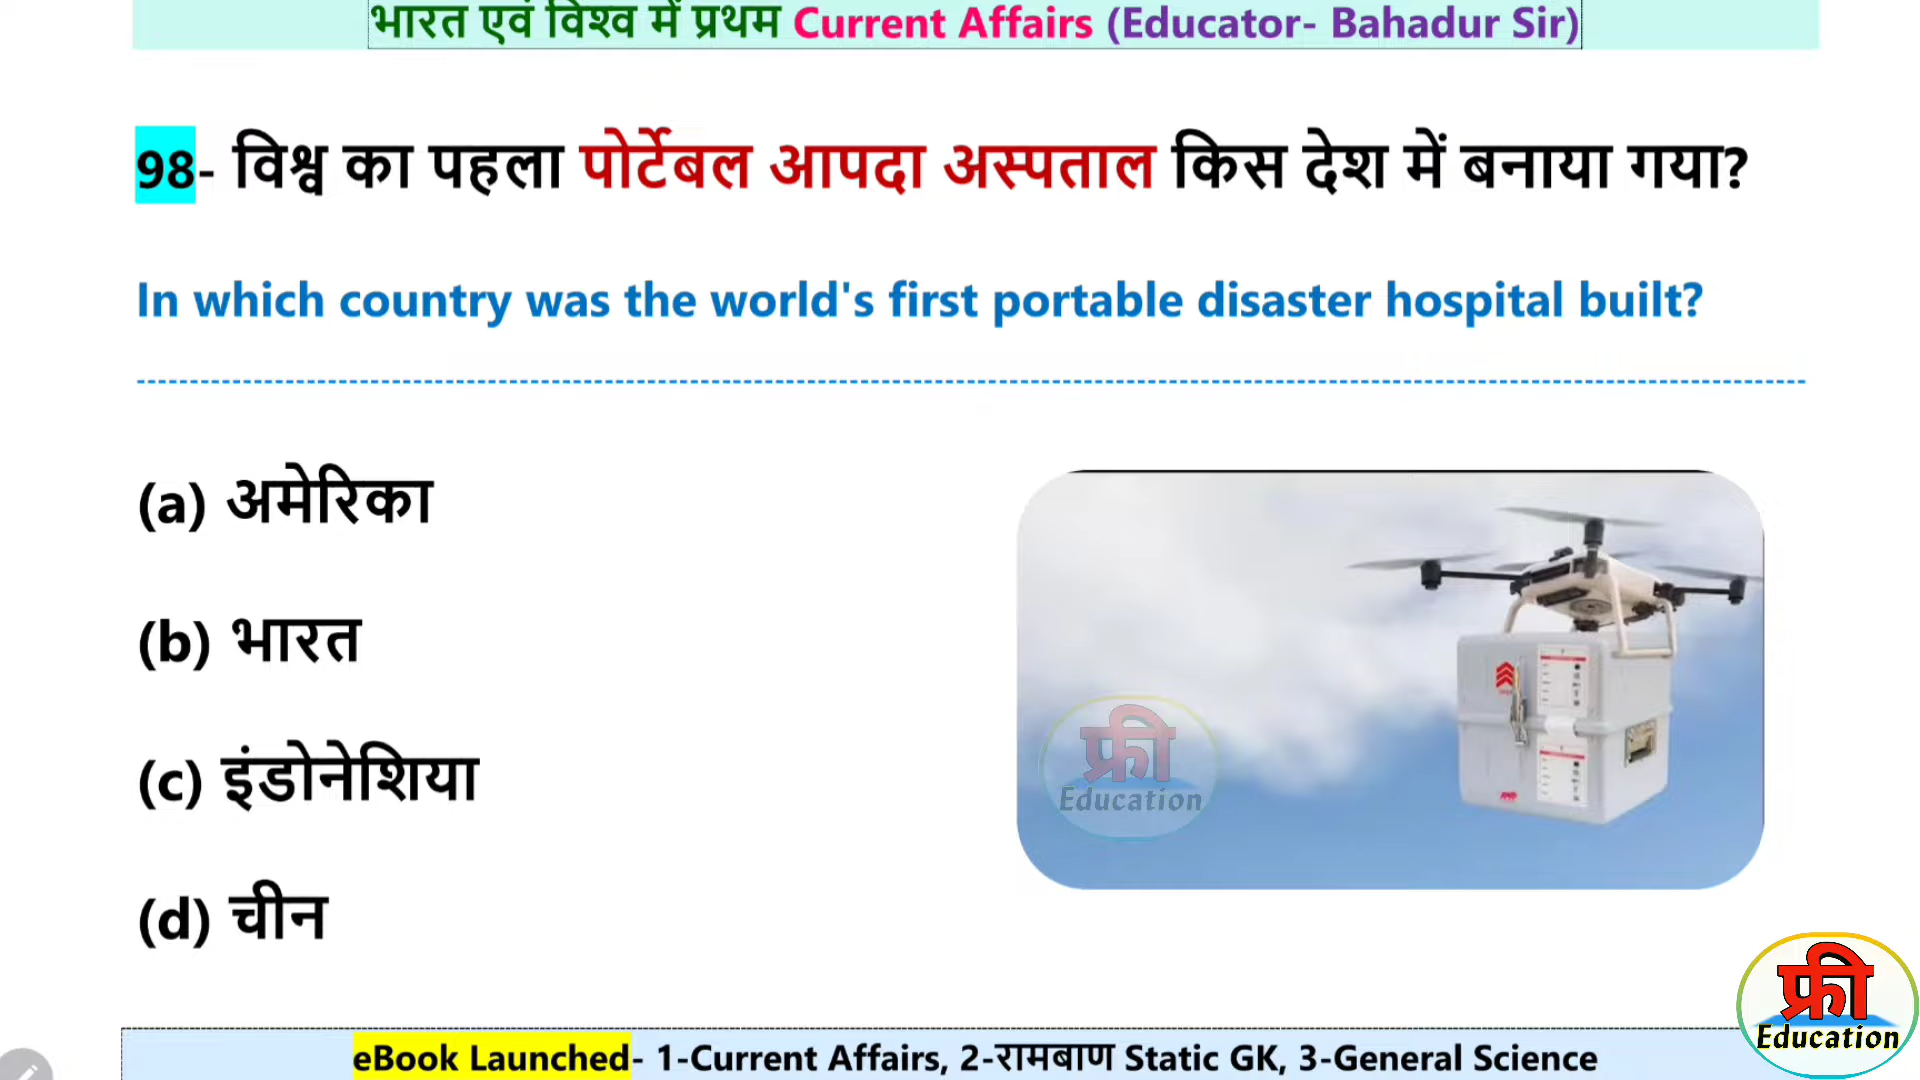 भारत एवं विश्व में प्रथम Current Affairs (Educator- Bahadur Sir)
98- विश्व का पहला पोर्टेबल आपदा अस्पताल किस देश में बनाया गया?
In which country was the world's first portable disaster hospital built?
(a) अमेरिका
(b) भारत
(c) इंडोनेशिया
(d) चीन
फ्री
Education
फ्री
Education
eBook Launched- 1-Current Affairs, 2-रामबाण Static GK, 3-General Science